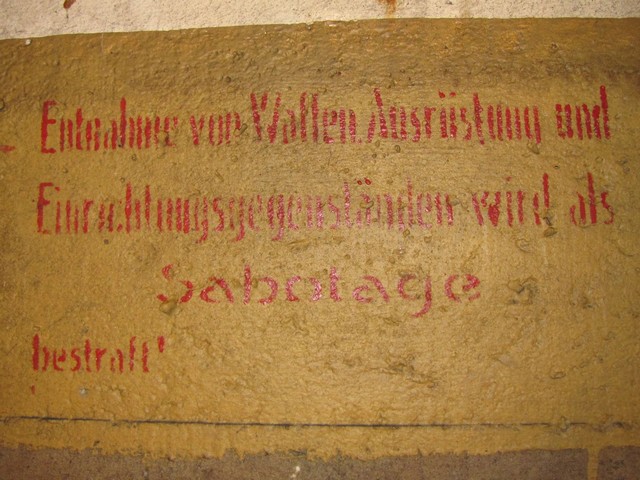 Entnahme von Waffen, Ausrüstung und
Einrichtungsgegenständen wird als
Sabotage
bestraft!